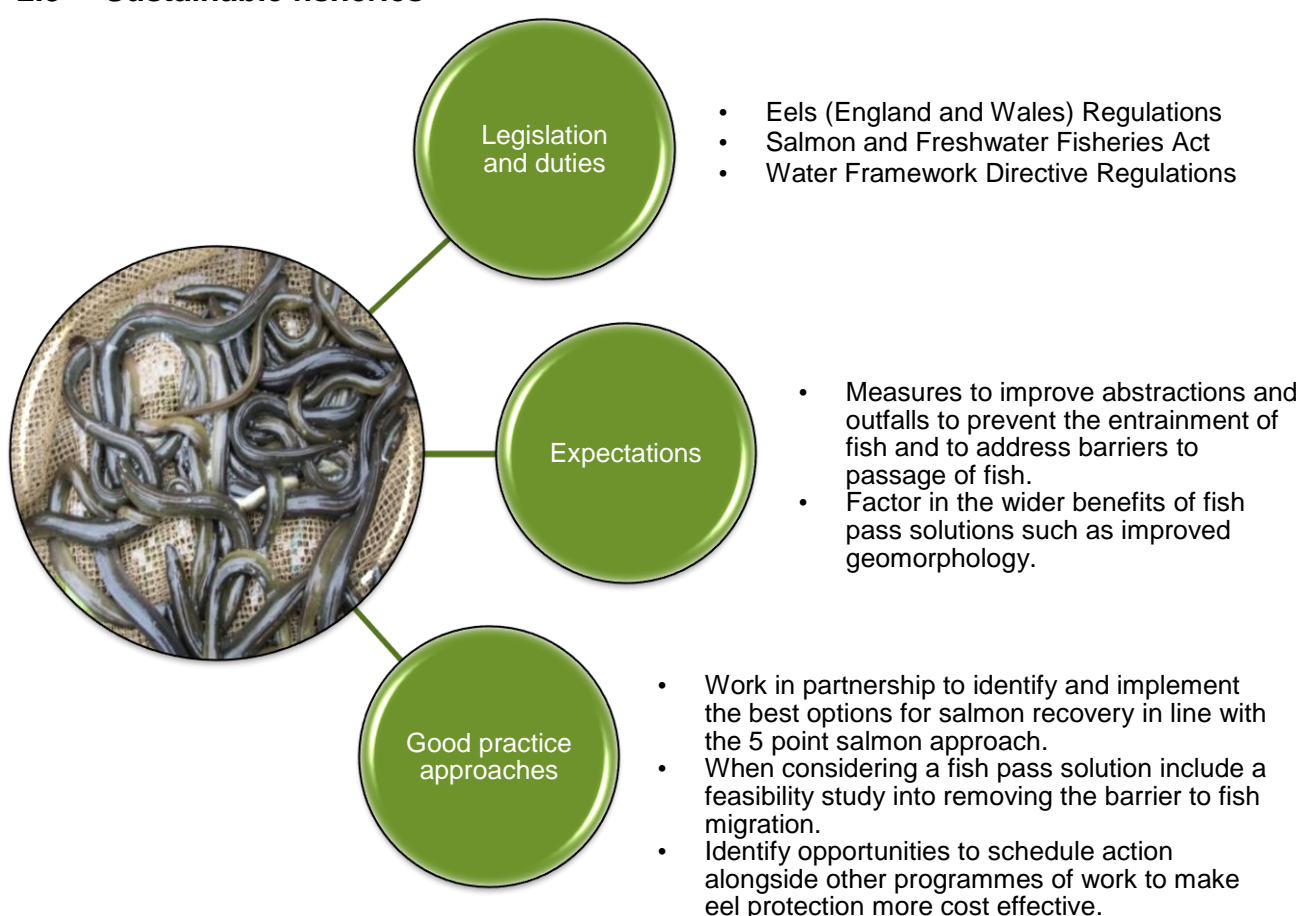 Sustainable fisheries
Legislation
and duties
• Eels (England and Wales) Regulations
• Salmon and Freshwater Fisheries Act
• Water Framework Directive Regulations
Expectations
• Measures to improve abstractions and
outfalls to prevent the entrainment of
fish and to address barriers to
passage of fish.
• Factor in the wider benefits of fish
pass solutions such as improved
geomorphology.
Good practice
approaches
• Work in partnership to identify and implement
the best options for salmon recovery in line with
the 5 point salmon approach.
• When considering a fish pass solution include a
feasibility study into removing the barrier to fish
migration.
• Identify opportunities to schedule action
alongside other programmes of work to make
eel protection more cost effective.